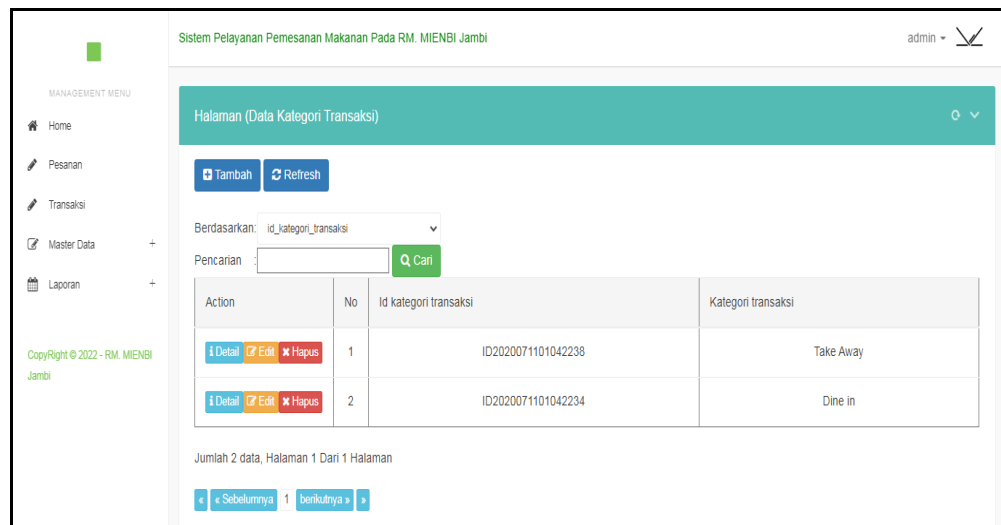 Sistem Pelayanan Pemesanan Makanan Pada RM. MIENBI Jambi
admin
MANAGEMENT MENU
Home
Pesanan
Transaksi
Master Data +
Laporan +
CopyRight © 2022 - RM. MIENBI
Jambi
Halaman (Data Kategori Transaksi)
Tambah Refresh
Berdasarkan: id_kategori_transaksi
Pencarian : Cari
Action No Id kategori transaksi Kategori transaksi
Detail Edit Hapus 1 ID2020071101042238 Take Away
Detail Edit Hapus 2 ID2020071101042234 Dine in
Jumlah 2 data, Halaman 1 Dari 1 Halaman
« « Sebelumnya 1 berikutnya » »